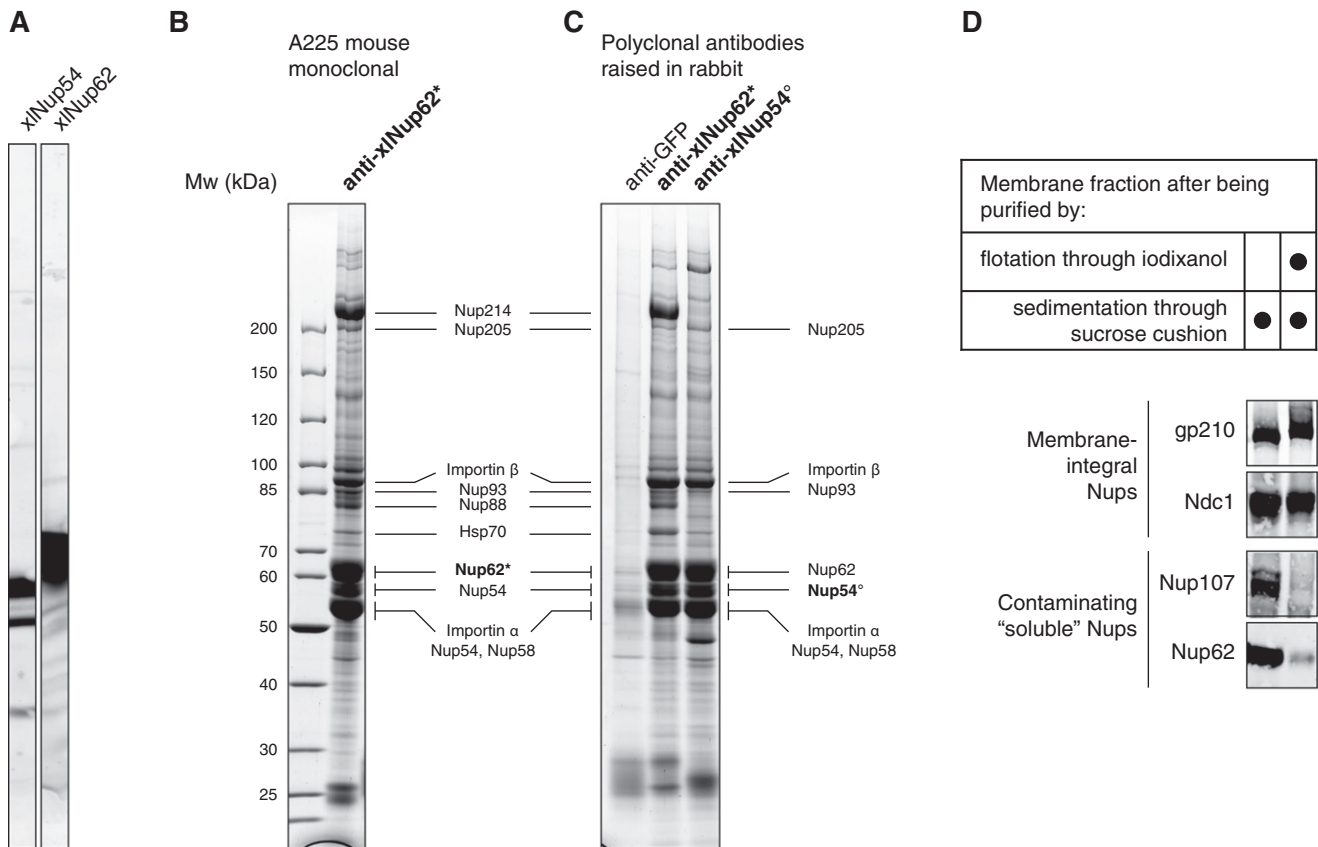 A
xlNup54
xlNup62
B
A225 mouse
monoclonal
anti-xlNup62*
Mw (kDa)
200
150
120
100
85
70
60
50
40
30
25
Nup214
Nup205
Importin β
Nup93
Nup88
Hsp70
Nup62*
Nup54
Importin α
Nup54, Nup58
C
Polyclonal antibodies
raised in rabbit
anti-GFP
anti-xlNup62*
anti-xlNup54°
Nup205
Importin β
Nup93
Nup62
Nup54°
Importin α
Nup54, Nup58
D
Membrane fraction after being
purified by:
flotation through iodixanol
sedimentation through
sucrose cushion
Membrane-
integral
Nups
gp210
Ndc1
Contaminating
“soluble” Nups
Nup107
Nup62